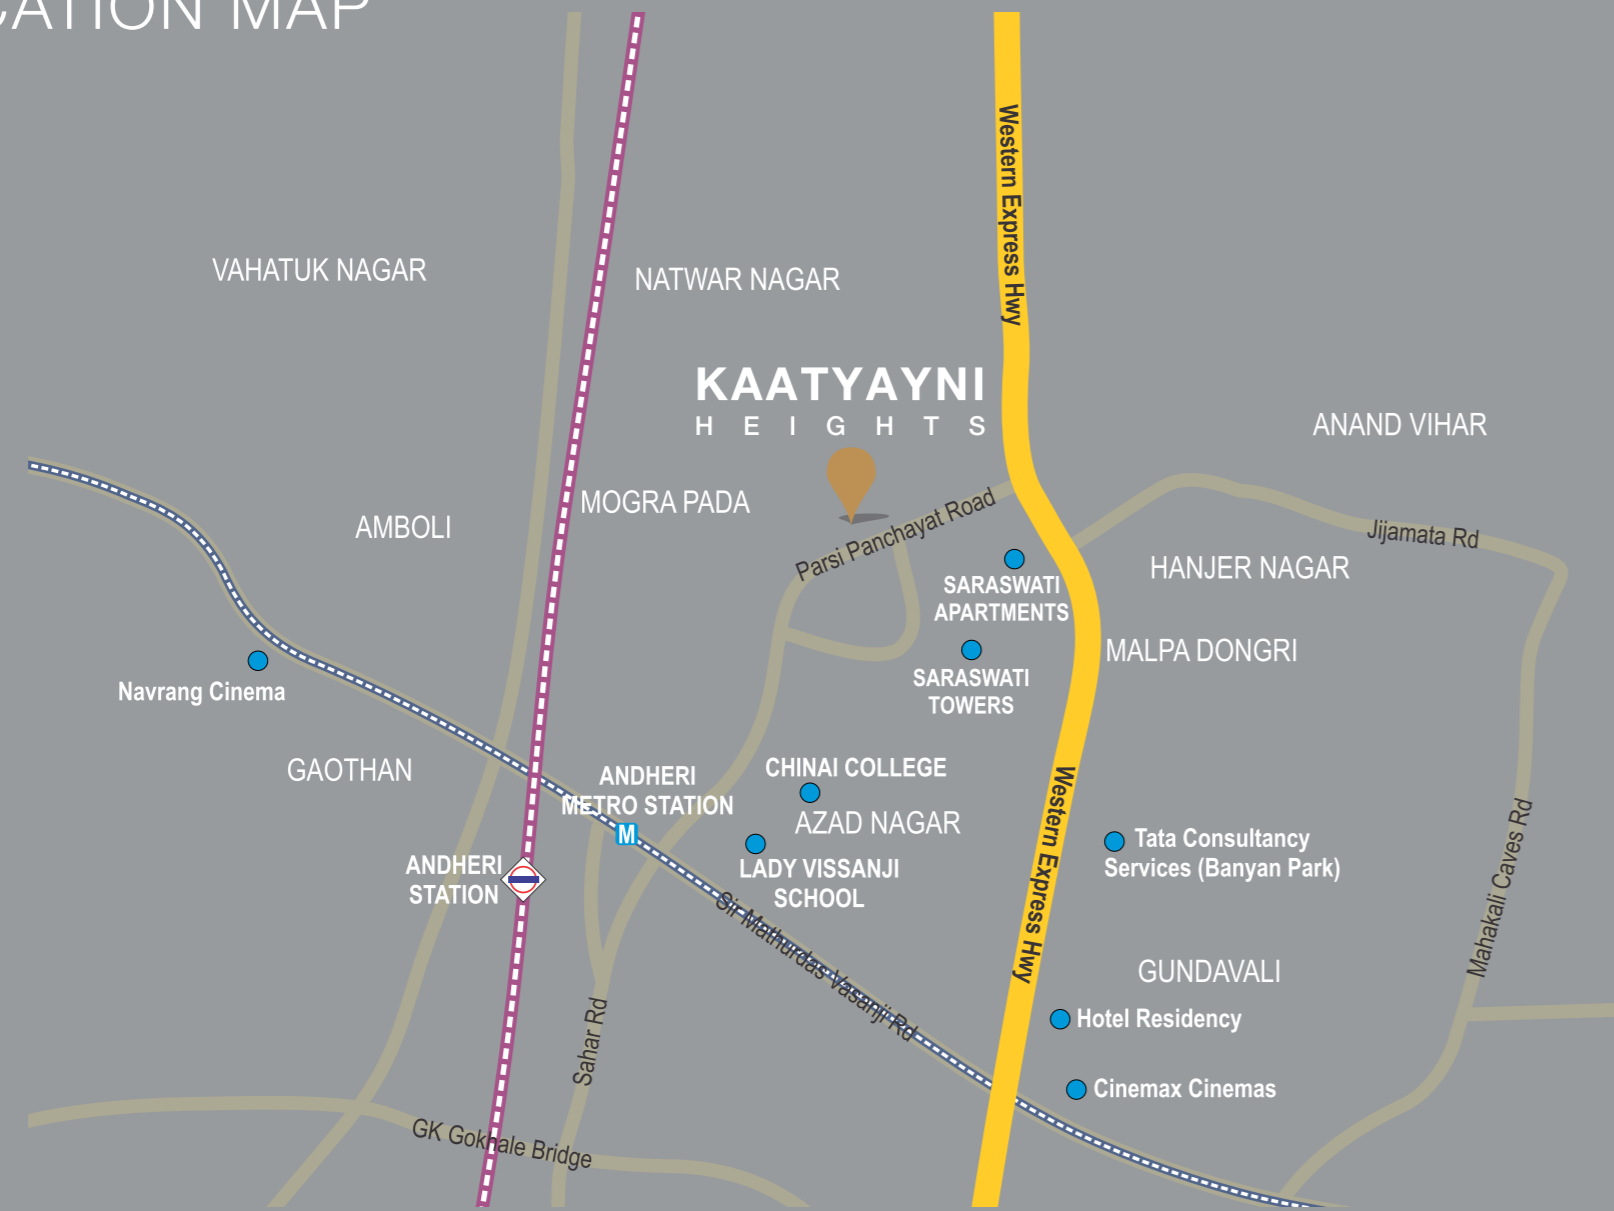 CATION MAP
Western Express Hwy
VAHATUK NAGAR
NATWAR NAGAR
KAATYAYNI
HEIGHTS
ANAND VIHAR
MOGRA PADA
AMBOLI
Parsi Panchayat Road
Jijamata Rd
SARASWATI
APARTMENTS
HANJER NAGAR
MALPA DONGRI
SARASWATI
TOWERS
Navrang Cinema
GAOTHAN
ANDHERI
METRO STATION
M
CHINAI COLLEGE
AZAD NAGAR
Western Express Hwy
Tata Consultancy
Services (Banyan Park)
Mahakali Caves Rd
ANDHERI
STATION
LADY VISSANJI
SCHOOL
Sir Mathurdas Vasanji Rd
GUNDAVALI
Hotel Residency
Sahar Rd
Cinemax Cinemas
GK Gokhale Bridge